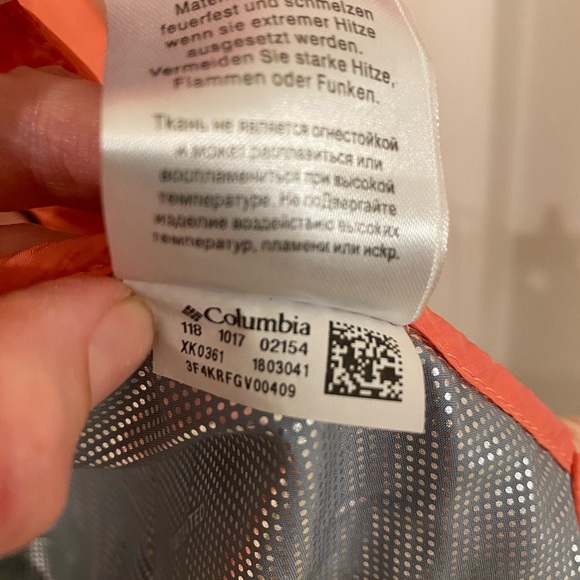 feuerfest und schmelzen
wenn sie extremer Hitze
ausgesetzt werden.
Vermeiden Sie starke Hitze,
Flammen oder Funken.
Ткань не является огнестойкой
и может расплавиться или
воспламениться при высокой
температуре. Не подвергайте
изделие воздействию высоких
температур, пламени или искр.
Columbia
118 1017 02154
XK0361 1803041
3F4KRFGV00409